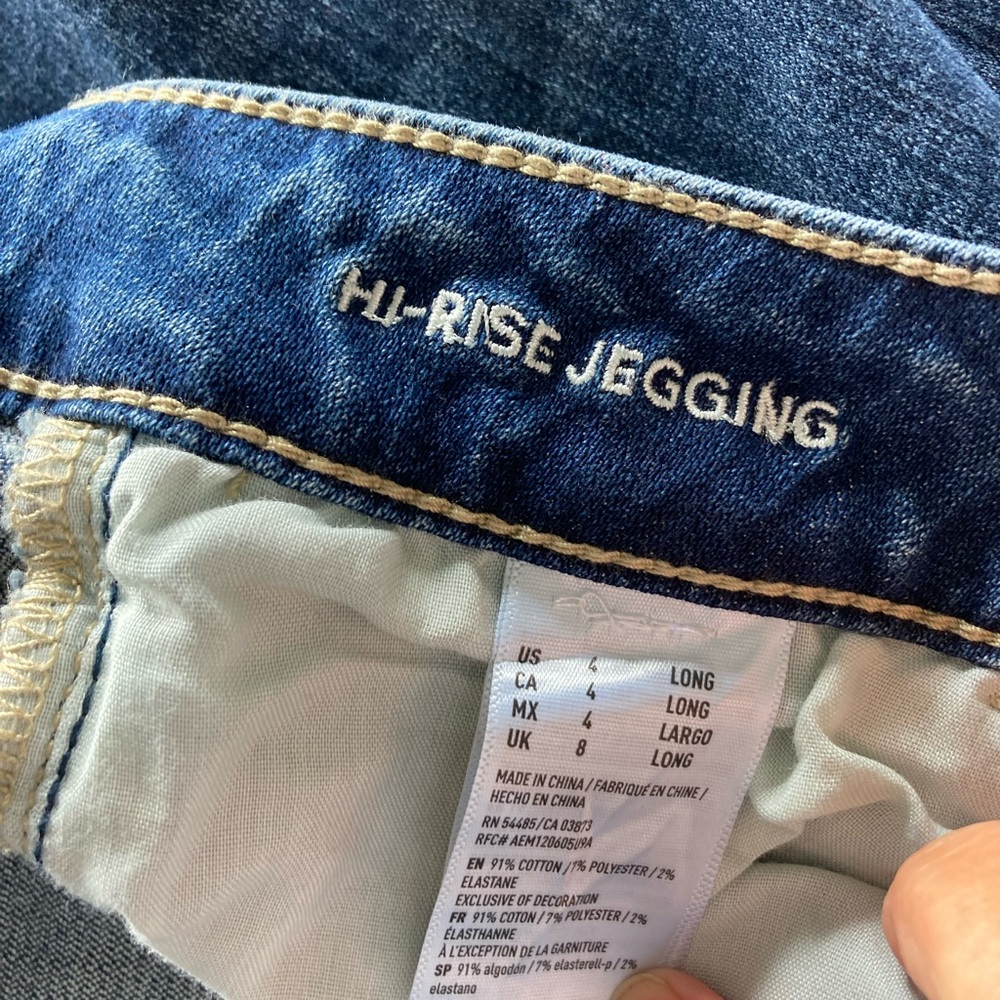 HI-RISE JEGGING
US 4 LONG
CA 4 LONG
MX 4 LARGO
UK 8 LONG
MADE IN CHINA / FABRIQUÉ EN CHINE /
HECHO EN CHINA
RN 54485/CA 03873
RFC# AEM120605U9A
EN 91% COTTON /7% POLYESTER / 2%
ELASTANE
EXCLUSIVE OF DECORATION
FR 91% COTON / 7% POLYESTER / 2%
ÉLASTHANNE
À L'EXCEPTION DE LA GARNITURE
SP 91% algodón / 7% elasterell-p / 2%
elastano